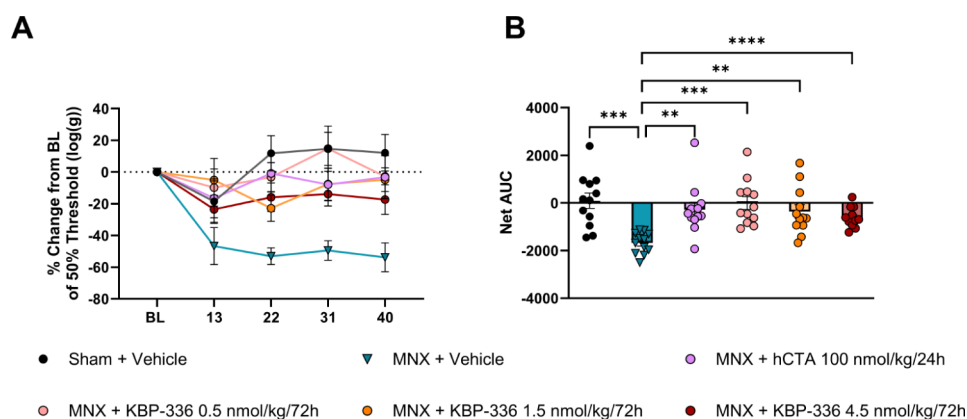 A
B
% Change from BL
of 50% Threshold (log(g))
40
20
0
-20
-40
-60
-80
BL 13 22 31 40
Net AUC
4000
2000
0
-2000
-4000
****
**
***
*** **
Sham + Vehicle MNX + Vehicle MNX + hCTA 100 nmol/kg/24h
MNX + KBP-336 0.5 nmol/kg/72h MNX + KBP-336 1.5 nmol/kg/72h MNX + KBP-336 4.5 nmol/kg/72h